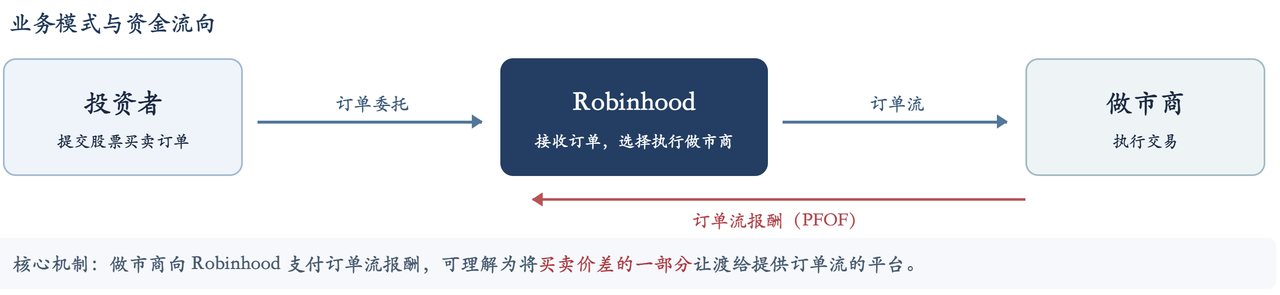 业务模式与资金流向
投资者
提交股票买卖订单
订单委托
Robinhood
接收订单，选择执行做市商
订单流
做市商
执行交易
订单流报酬（PFOF）
核心机制：做市商向 Robinhood 支付订单流报酬，可理解为将买卖价差的一部分让渡给提供订单流的平台。